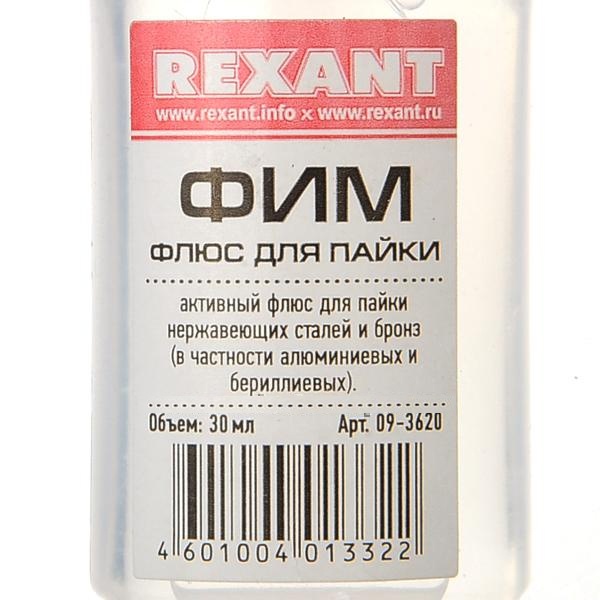 REXANT
www.rexant.info x www.rexant.ru
ФИМ
ФЛЮС ДЛЯ ПАЙКИ
активный флюс для пайки
нержавеющих сталей и бронз
(в частности алюминиевых и
бериллиевых).
Объем: 30 мл Арт. 09-3620
4 601004 013322